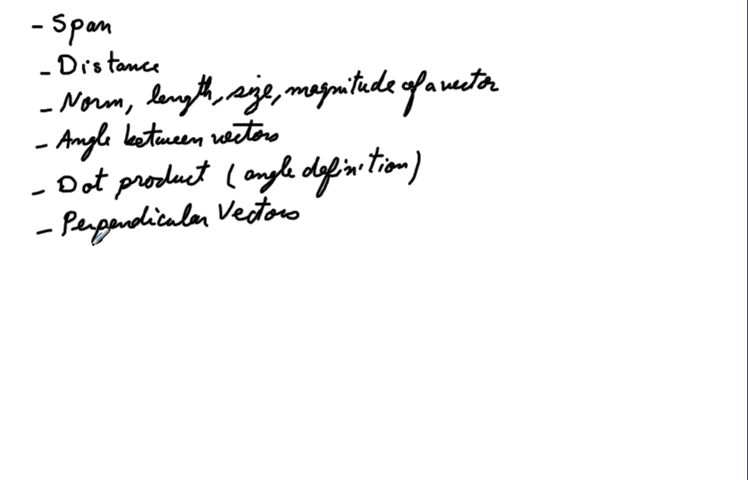 - Span
- Distance
- Norm, length, size, magnitude of a vector
- Angle between vectors
- Dot product (angle definition)
- Perpendicular Vectors